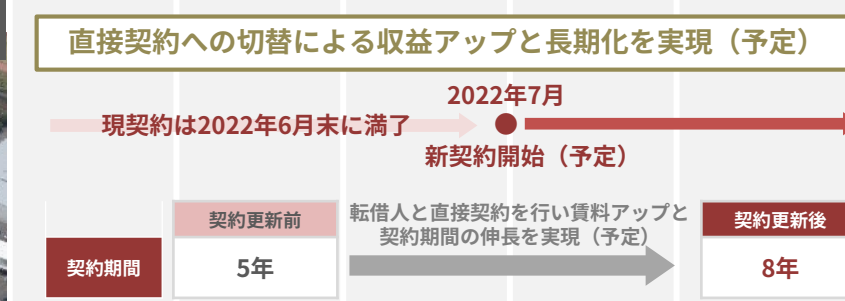 直接契約への切替による収益アップと長期化を実現（予定）
2022年7月
現契約は2022年6月末に満了
新契約開始（予定）
契約更新前
転借人と直接契約を行い賃料アップと
契約期間の伸長を実現（予定）
契約更新後
契約期間
5年
8年